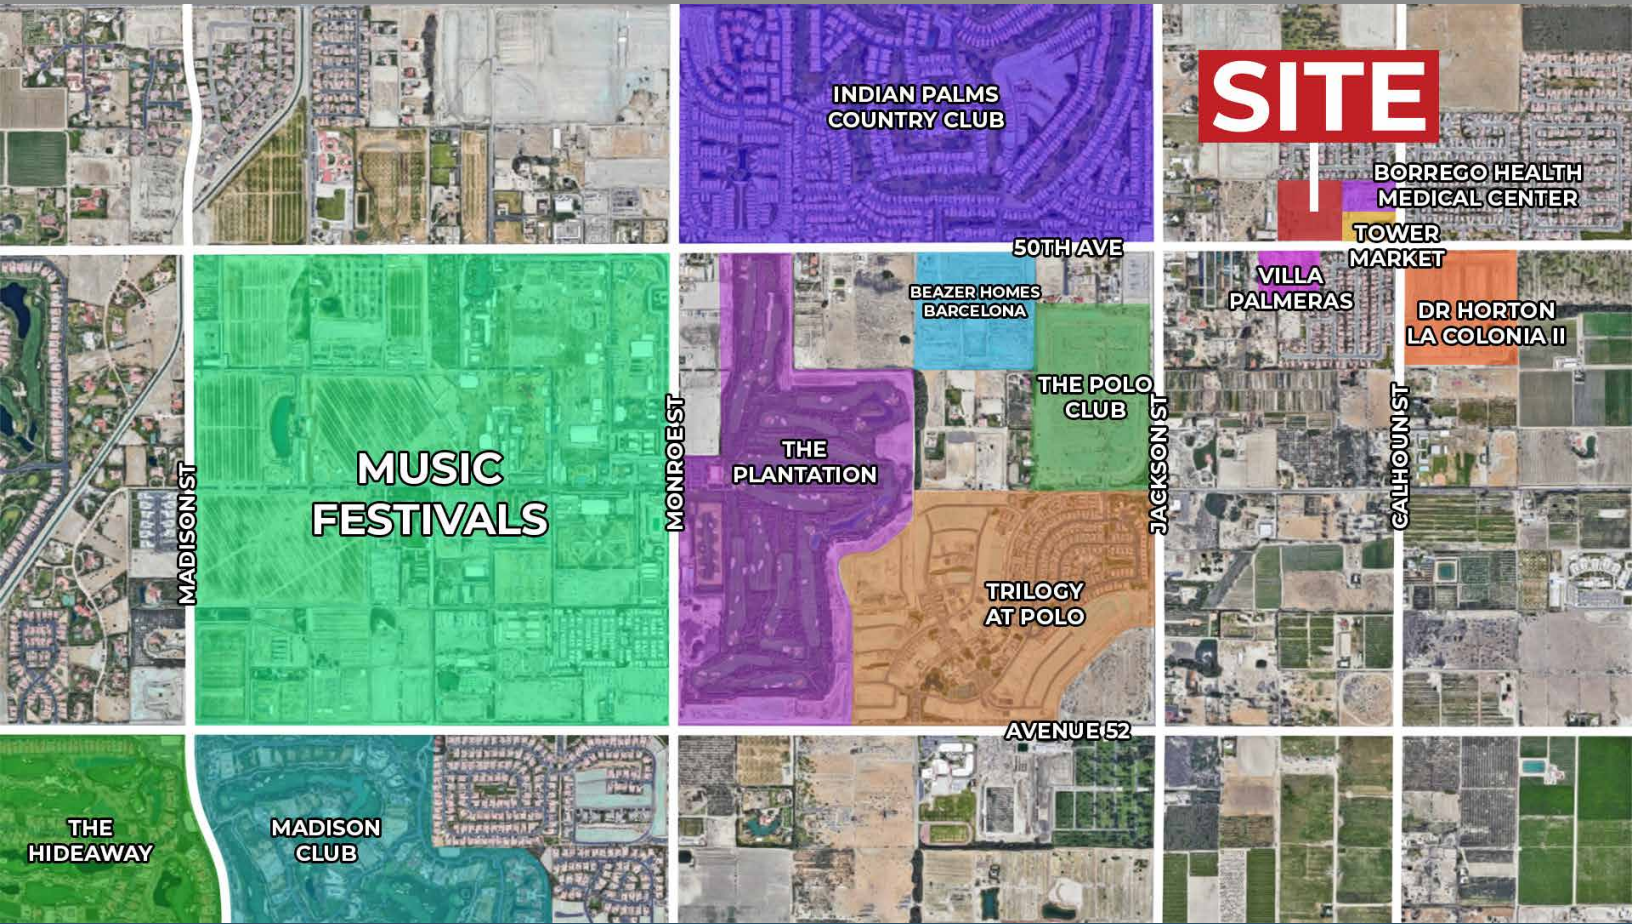 INDIAN PALMS
COUNTRY CLUB
SITE
BORREGO HEALTH
MEDICAL CENTER
TOWER
MARKET
50TH AVE
VILLA
PALMERAS
BEAZER HOMES
BARCELONA
DR HORTON
LA COLONIA II
THE POLO
CLUB
THE
PLANTATION
MUSIC
FESTIVALS
MADISON ST
MONROE ST
JACKSON ST
CALHOUN ST
TRILOGY
AT POLO
AVENUE 52
THE
HIDEAWAY
MADISON
CLUB